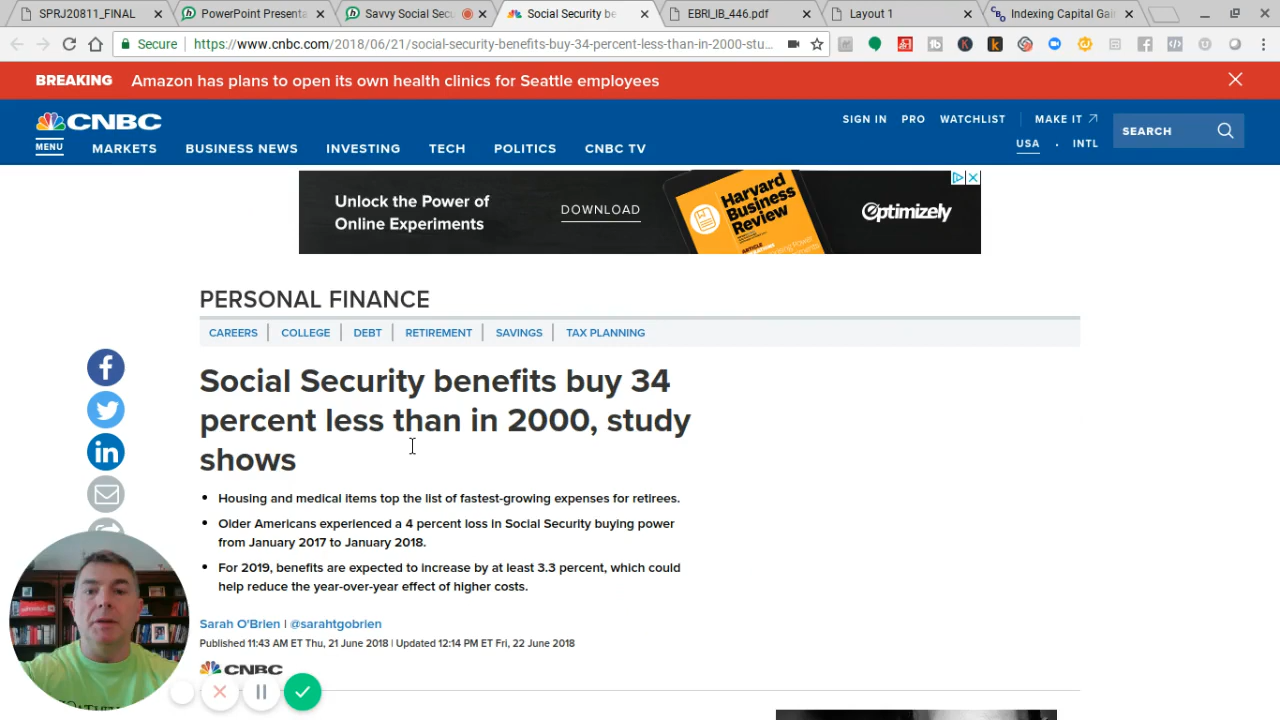 SPRJ20811_FINAL
PowerPoint Presenta
Savvy Social Secu
Social Security be
EBRI_IB_446.pdf
Layout 1
Indexing Capital Gai
Secure
https://www.cnbc.com/2018/06/21/social-security-benefits-buy-34-percent-less-than-in-2000-stu...
BREAKING Amazon has plans to open its own health clinics for Seattle employees
CNBC
SIGN IN PRO WATCHLIST MAKE IT
USA · INTL
SEARCH
MENU MARKETS BUSINESS NEWS INVESTING TECH POLITICS CNBC TV
Unlock the Power of
Online Experiments
DOWNLOAD
Harvard
Business
Review
ARTICLE
Optimizely
PERSONAL FINANCE
CAREERS | COLLEGE | DEBT | RETIREMENT | SAVINGS | TAX PLANNING
Social Security benefits buy 34
percent less than in 2000, study
shows
• Housing and medical items top the list of fastest-growing expenses for retirees.
• Older Americans experienced a 4 percent loss in Social Security buying power
from January 2017 to January 2018.
• For 2019, benefits are expected to increase by at least 3.3 percent, which could
help reduce the year-over-year effect of higher costs.
Sarah O'Brien | @sarahtgobrien
Published 11:43 AM ET Thu, 21 June 2018 | Updated 12:14 PM ET Fri, 22 June 2018
CNBC